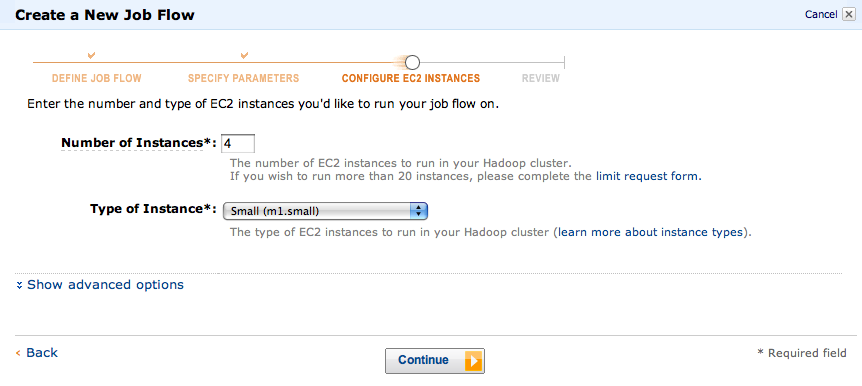 Create a New Job Flow
Cancel
DEFINE JOB FLOW
SPECIFY PARAMETERS
CONFIGURE EC2 INSTANCES
REVIEW
Enter the number and type of EC2 instances you'd like to run your job flow on.
Number of Instances*: 4
The number of EC2 instances to run in your Hadoop cluster.
If you wish to run more than 20 instances, please complete the limit request form.
Type of Instance*: Small (m1.small)
The type of EC2 instances to run in your Hadoop cluster (learn more about instance types).
Show advanced options
Back
Continue
* Required field